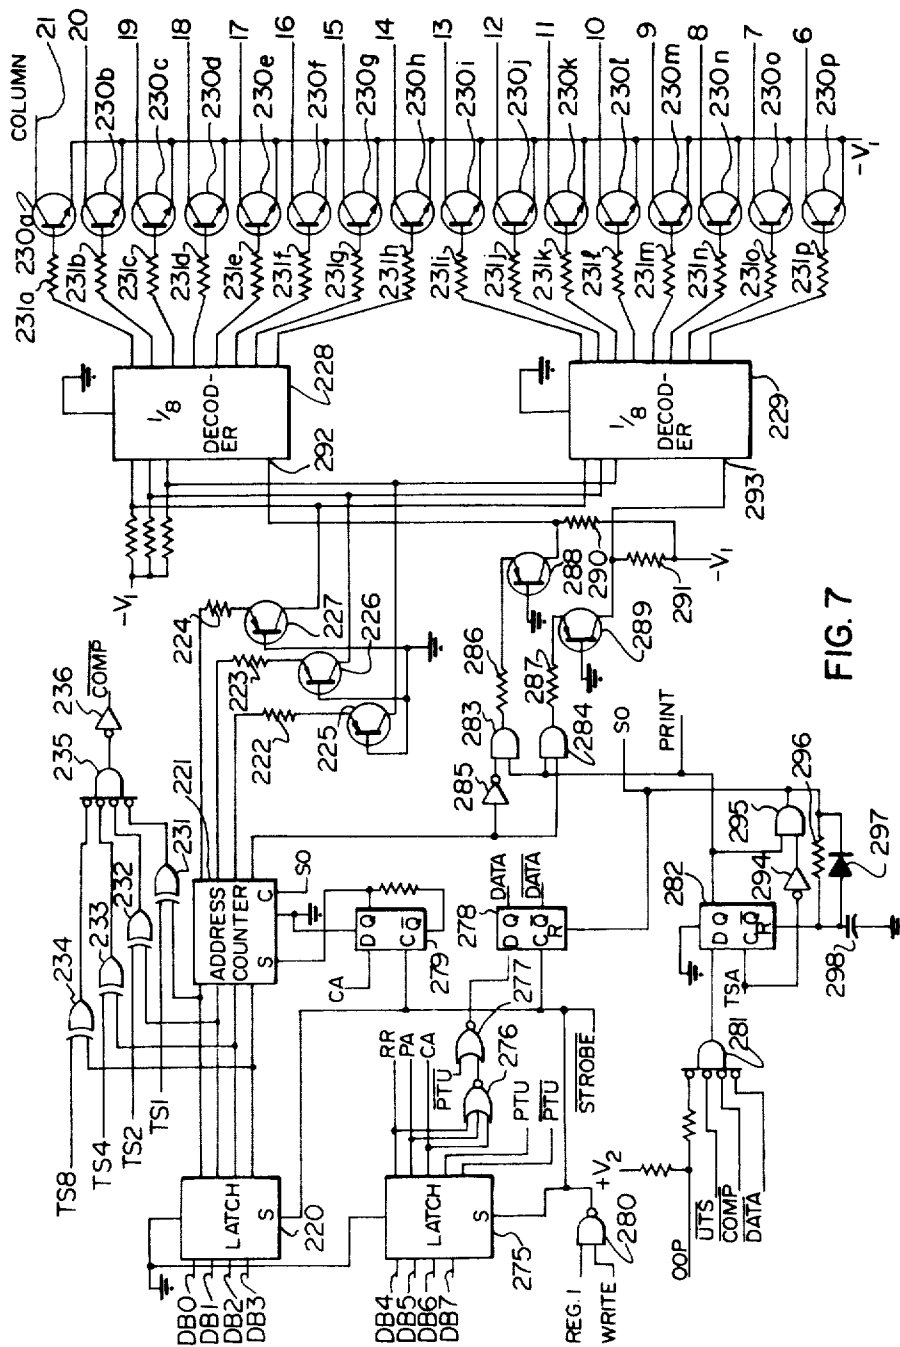 COLUMN
21
20
19
18
17
16
15
14
13
12
11
10
9
8
7
6
230a
230b
230c
230d
230e
230f
230g
230h
230i
230j
230k
230l
230m
230n
230o
230p
-V1
231a
231b
231c
231d
231e
231f
231g
231h
231i
231j
231k
231l
231m
231n
231o
231p
1/8
DECOD-
ER
228
292
1/8
DECOD-
ER
229
293
-V1
224
227
223
226
222
225
288
290
289
291
-V1
286
287
283
284
285
SO
PRINT
FIG. 7
COMP
236
235
221
231
232
233
234
TS8
TS4
TS2
TS1
ADDRESS
COUNTER
S
C
SO
CA
D Q
C Q
279
278
D Q
C Q
R
DATA
DATA
277
276
RR
PA
CA
PTU
PTU
PTU
STROBE
LATCH
S
220
DB0
DB1
DB2
DB3
LATCH
S
275
DB4
DB5
DB6
DB7
REG. 1
WRITE
280
+V2
OOP
UTS
COMP
DATA
281
TSA
282
D Q
C Q
R
294
295
296
297
298